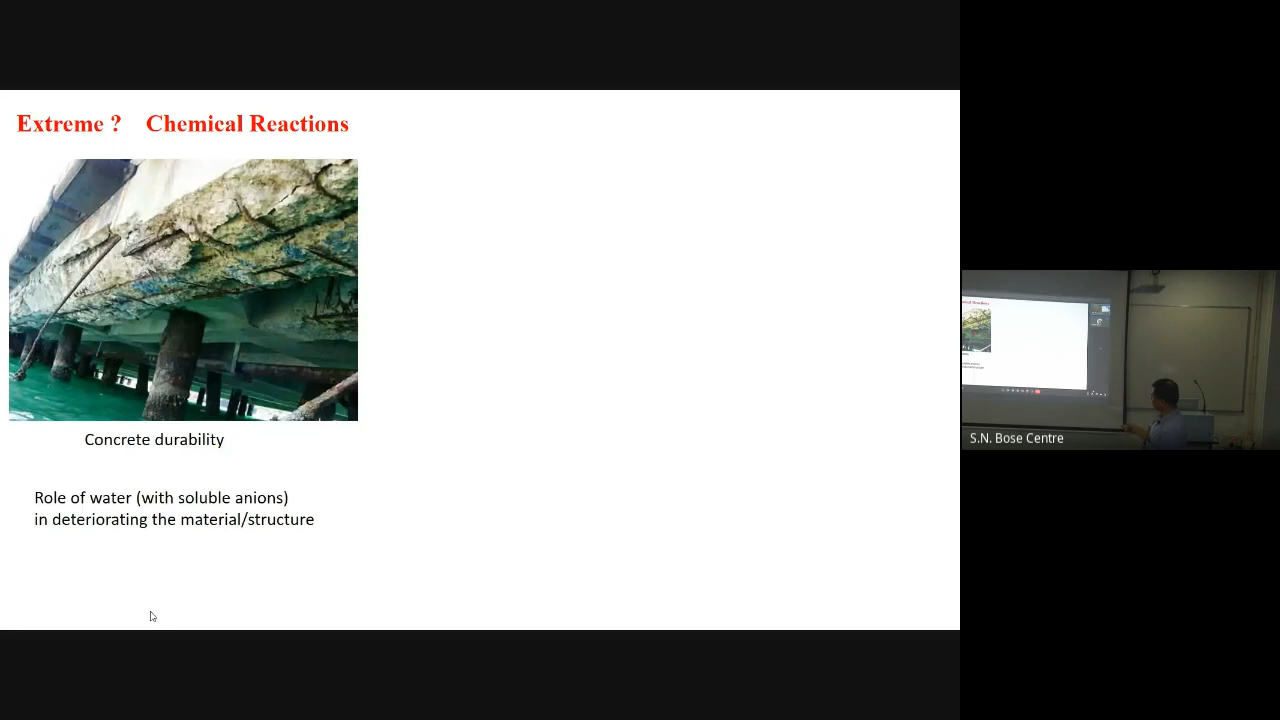 Extreme ? Chemical Reactions
Concrete durability
Role of water (with soluble anions)
in deteriorating the material/structure
S.N. Bose Centre